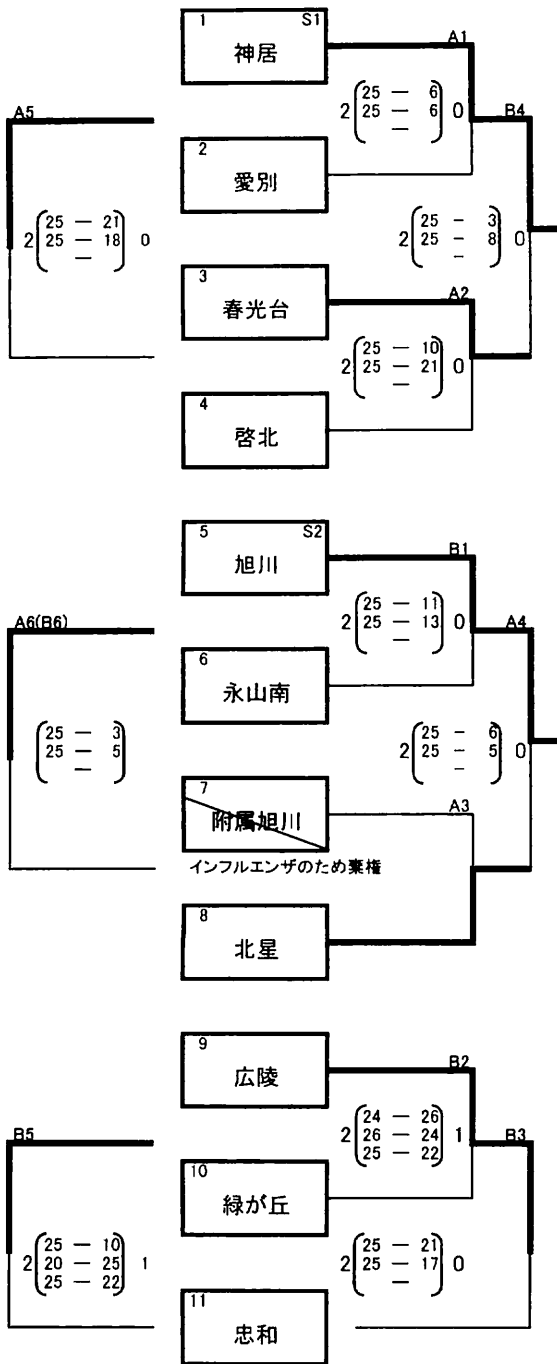 1 S1
神居
A1
2 25 — 6 0
25 — 6
—
A5
B4
2
愛別
2 25 — 21 0
25 — 18
—
2 25 - 3 0
25 - 8
-
3
春光台
A2
2 25 — 10 0
25 — 21
—
4
啓北
5 S2
旭川
B1
2 25 — 11 0
25 — 13
—
A6(B6)
A4
6
永山南
25 — 3
25 — 5
—
2 25 - 6 0
25 - 5
-
7
附属旭川
A3
インフルエンザのため棄権
8
北星
9
広陵
B2
2 24 — 26 1
26 — 24
25 — 22
B5
B3
10
緑が丘
2 25 — 10 1
20 — 25
25 — 22
2 25 — 21 0
25 — 17
—
11
忠和